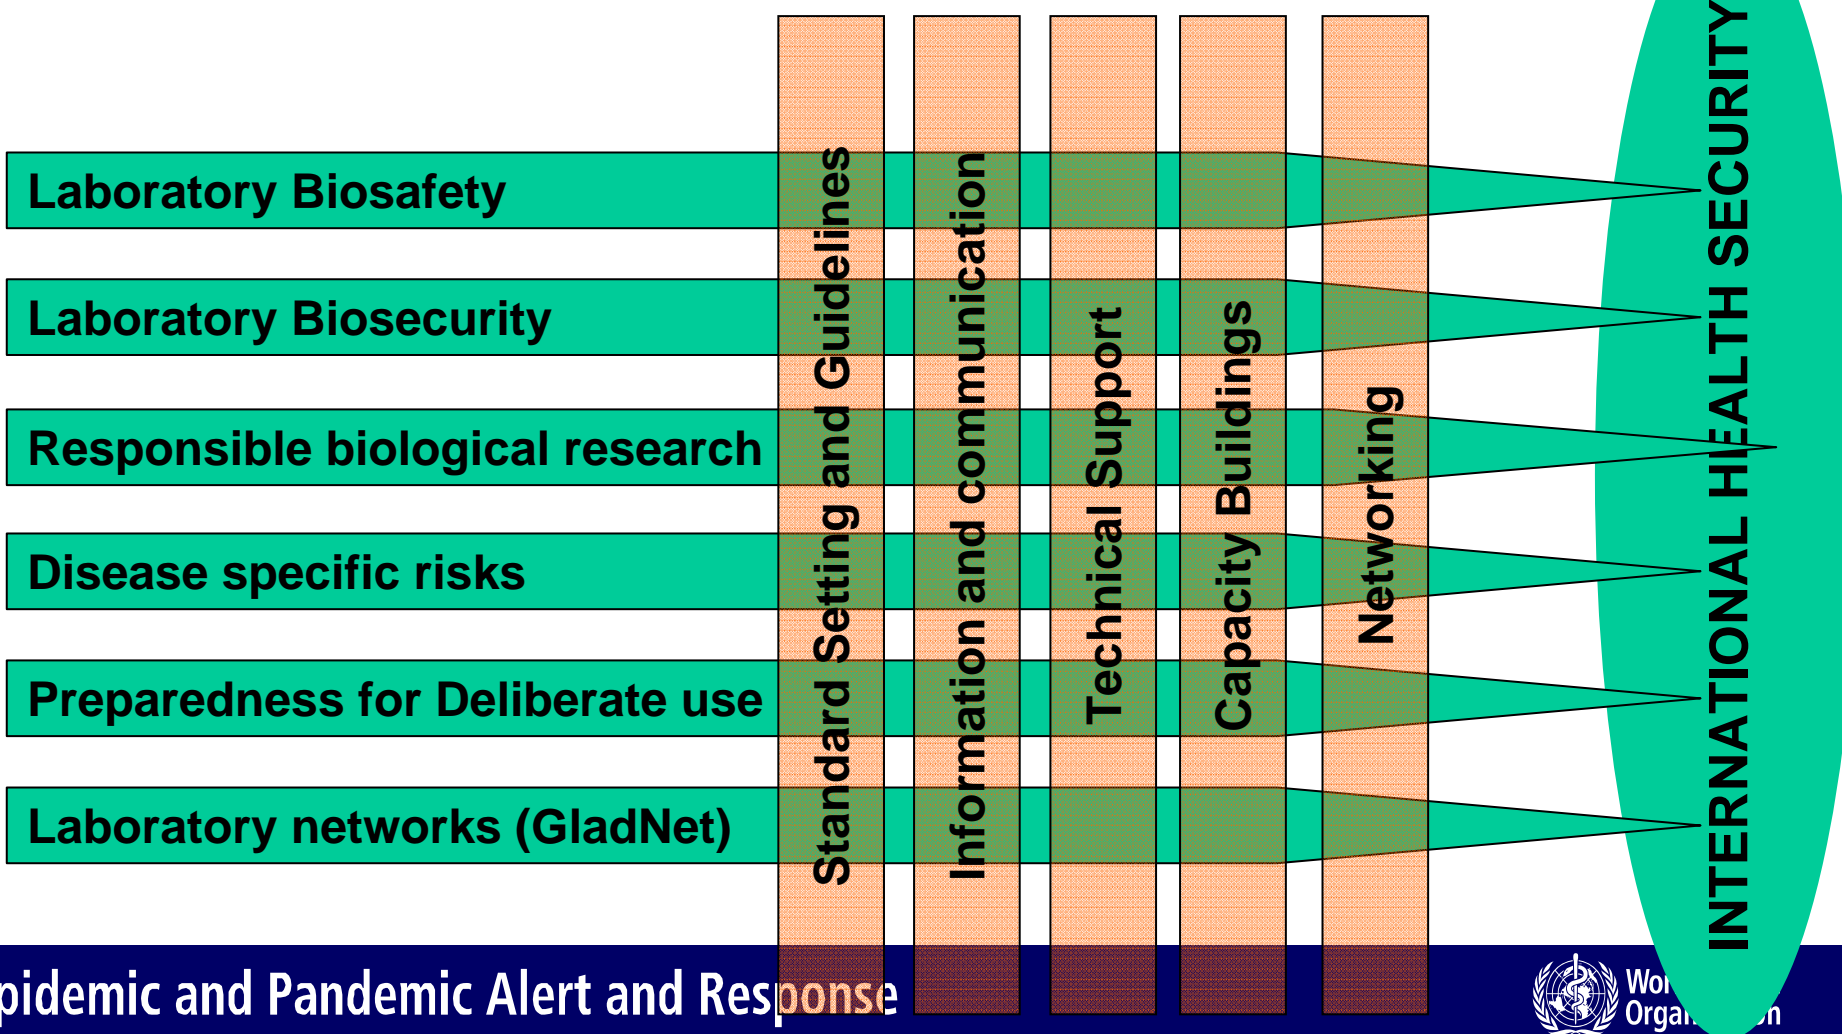 Laboratory Biosafety
Laboratory Biosecurity
Responsible biological research
Disease specific risks
Preparedness for Deliberate use
Laboratory networks (GladNet)
Standard Setting and Guidelines
Information and communication
Technical Support
Capacity Buildings
Networking
INTERNATIONAL HEALTH SECURITY
pidemic and Pandemic Alert and Response